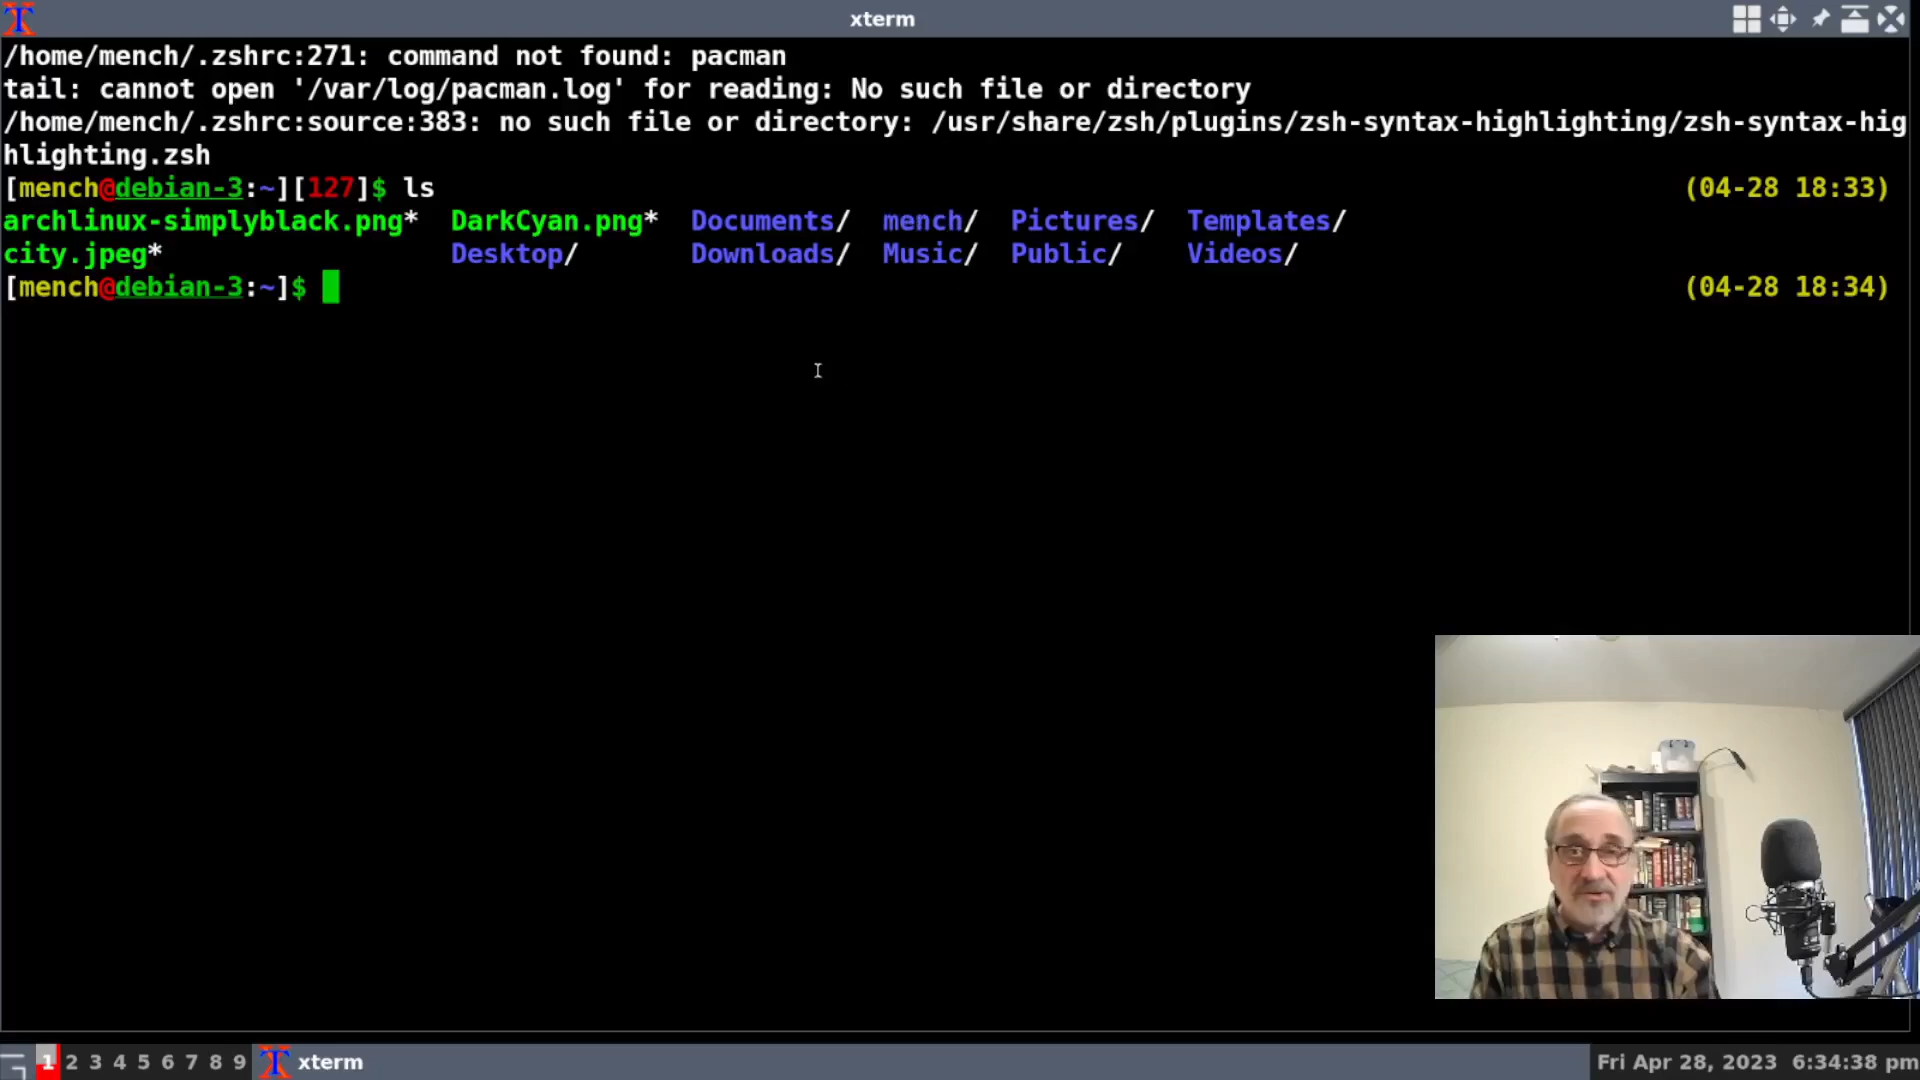 xterm
/home/mench/.zshrc:271: command not found: pacman
tail: cannot open '/var/log/pacman.log' for reading: No such file or directory
/home/mench/.zshrc:source:383: no such file or directory: /usr/share/zsh/plugins/zsh-syntax-highlighting/zsh-syntax-hig
hlighting.zsh
[mench@debian-3:~][127]$ ls (04-28 18:33)
archlinux-simplyblack.png* DarkCyan.png* Documents/ mench/ Pictures/ Templates/
city.jpeg* Desktop/ Downloads/ Music/ Public/ Videos/
[mench@debian-3:~]$ (04-28 18:34)
1 2 3 4 5 6 7 8 9 xterm Fri Apr 28, 2023 6:34:38 pm